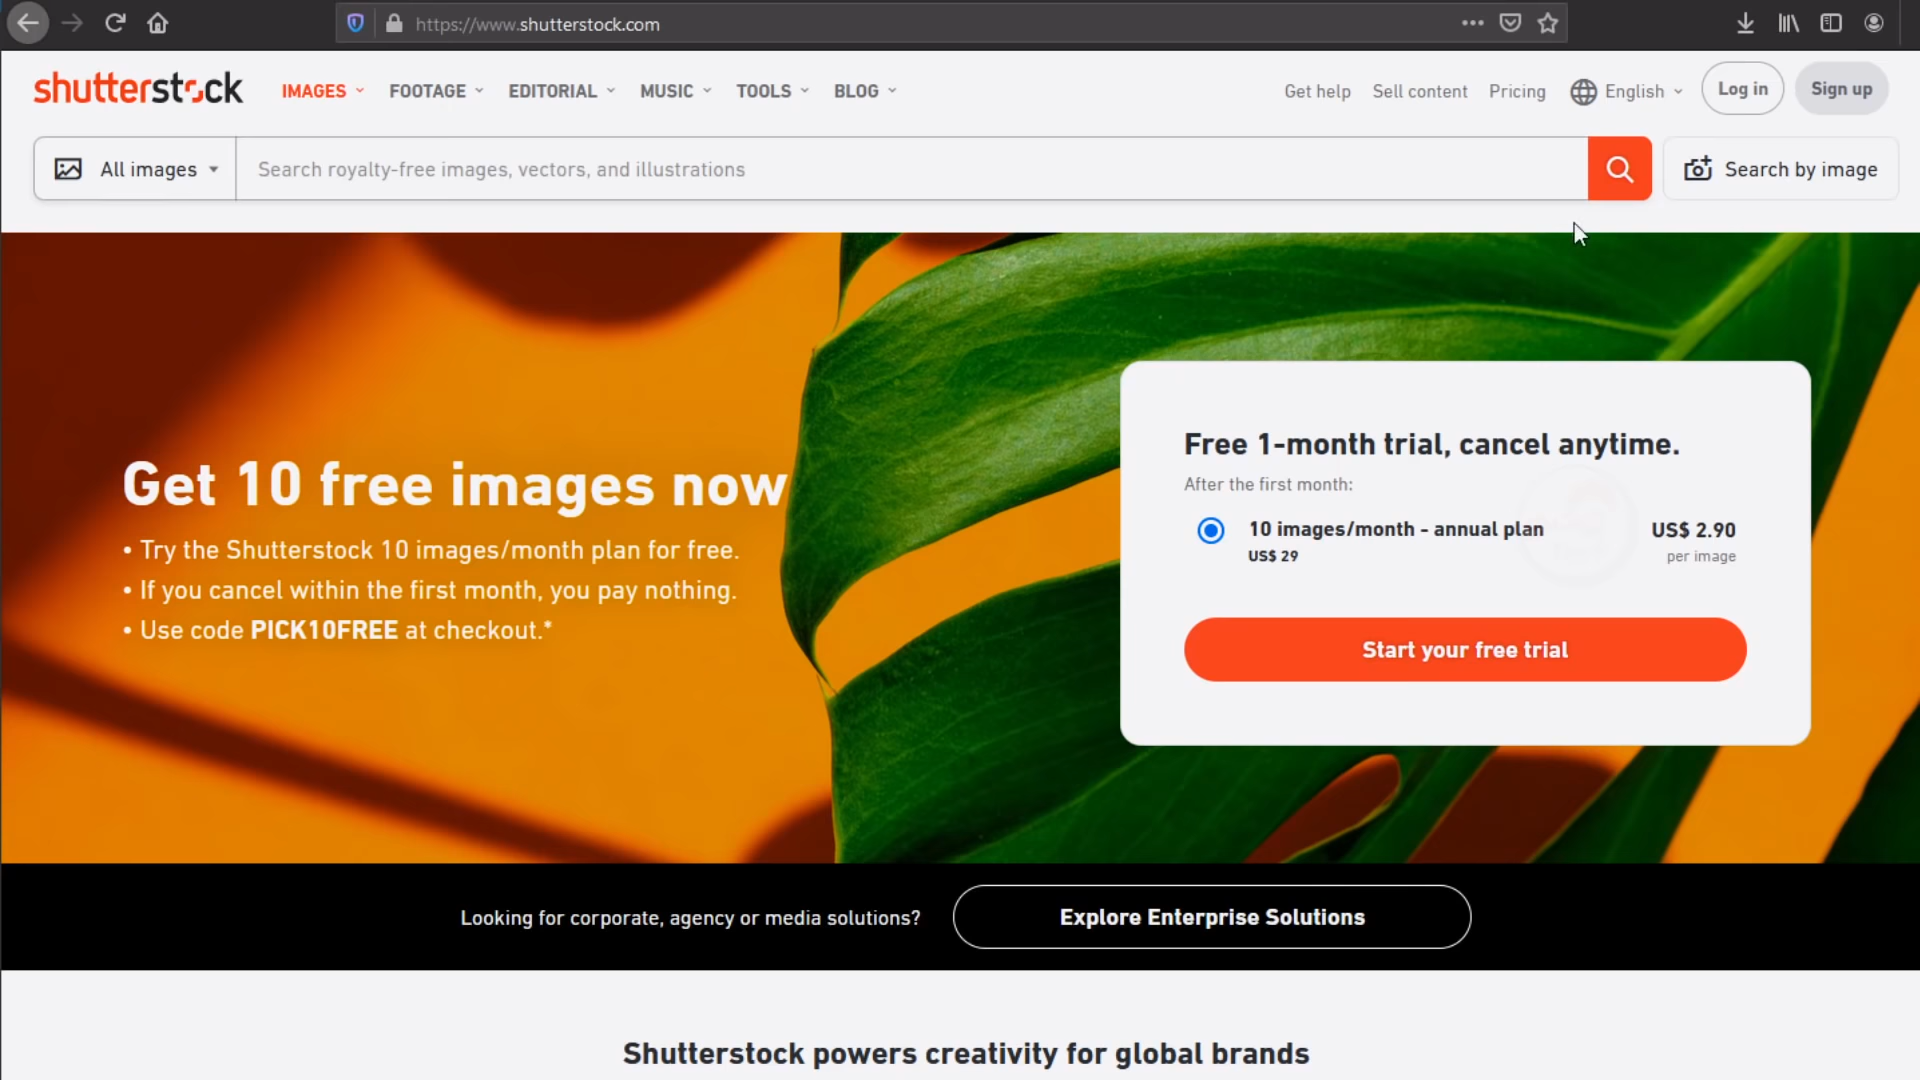 https://www.shutterstock.com
shutterstock
IMAGES
FOOTAGE
EDITORIAL
MUSIC
TOOLS
BLOG
Get help
Sell content
Pricing
English
Log in
Sign up
All images
Search royalty-free images, vectors, and illustrations
Search by image
Get 10 free images now
• Try the Shutterstock 10 images/month plan for free.
• If you cancel within the first month, you pay nothing.
• Use code PICK10FREE at checkout.*
Free 1-month trial, cancel anytime.
After the first month:
10 images/month - annual plan
US$ 29
US$ 2.90
per image
Start your free trial
Looking for corporate, agency or media solutions?
Explore Enterprise Solutions
Shutterstock powers creativity for global brands